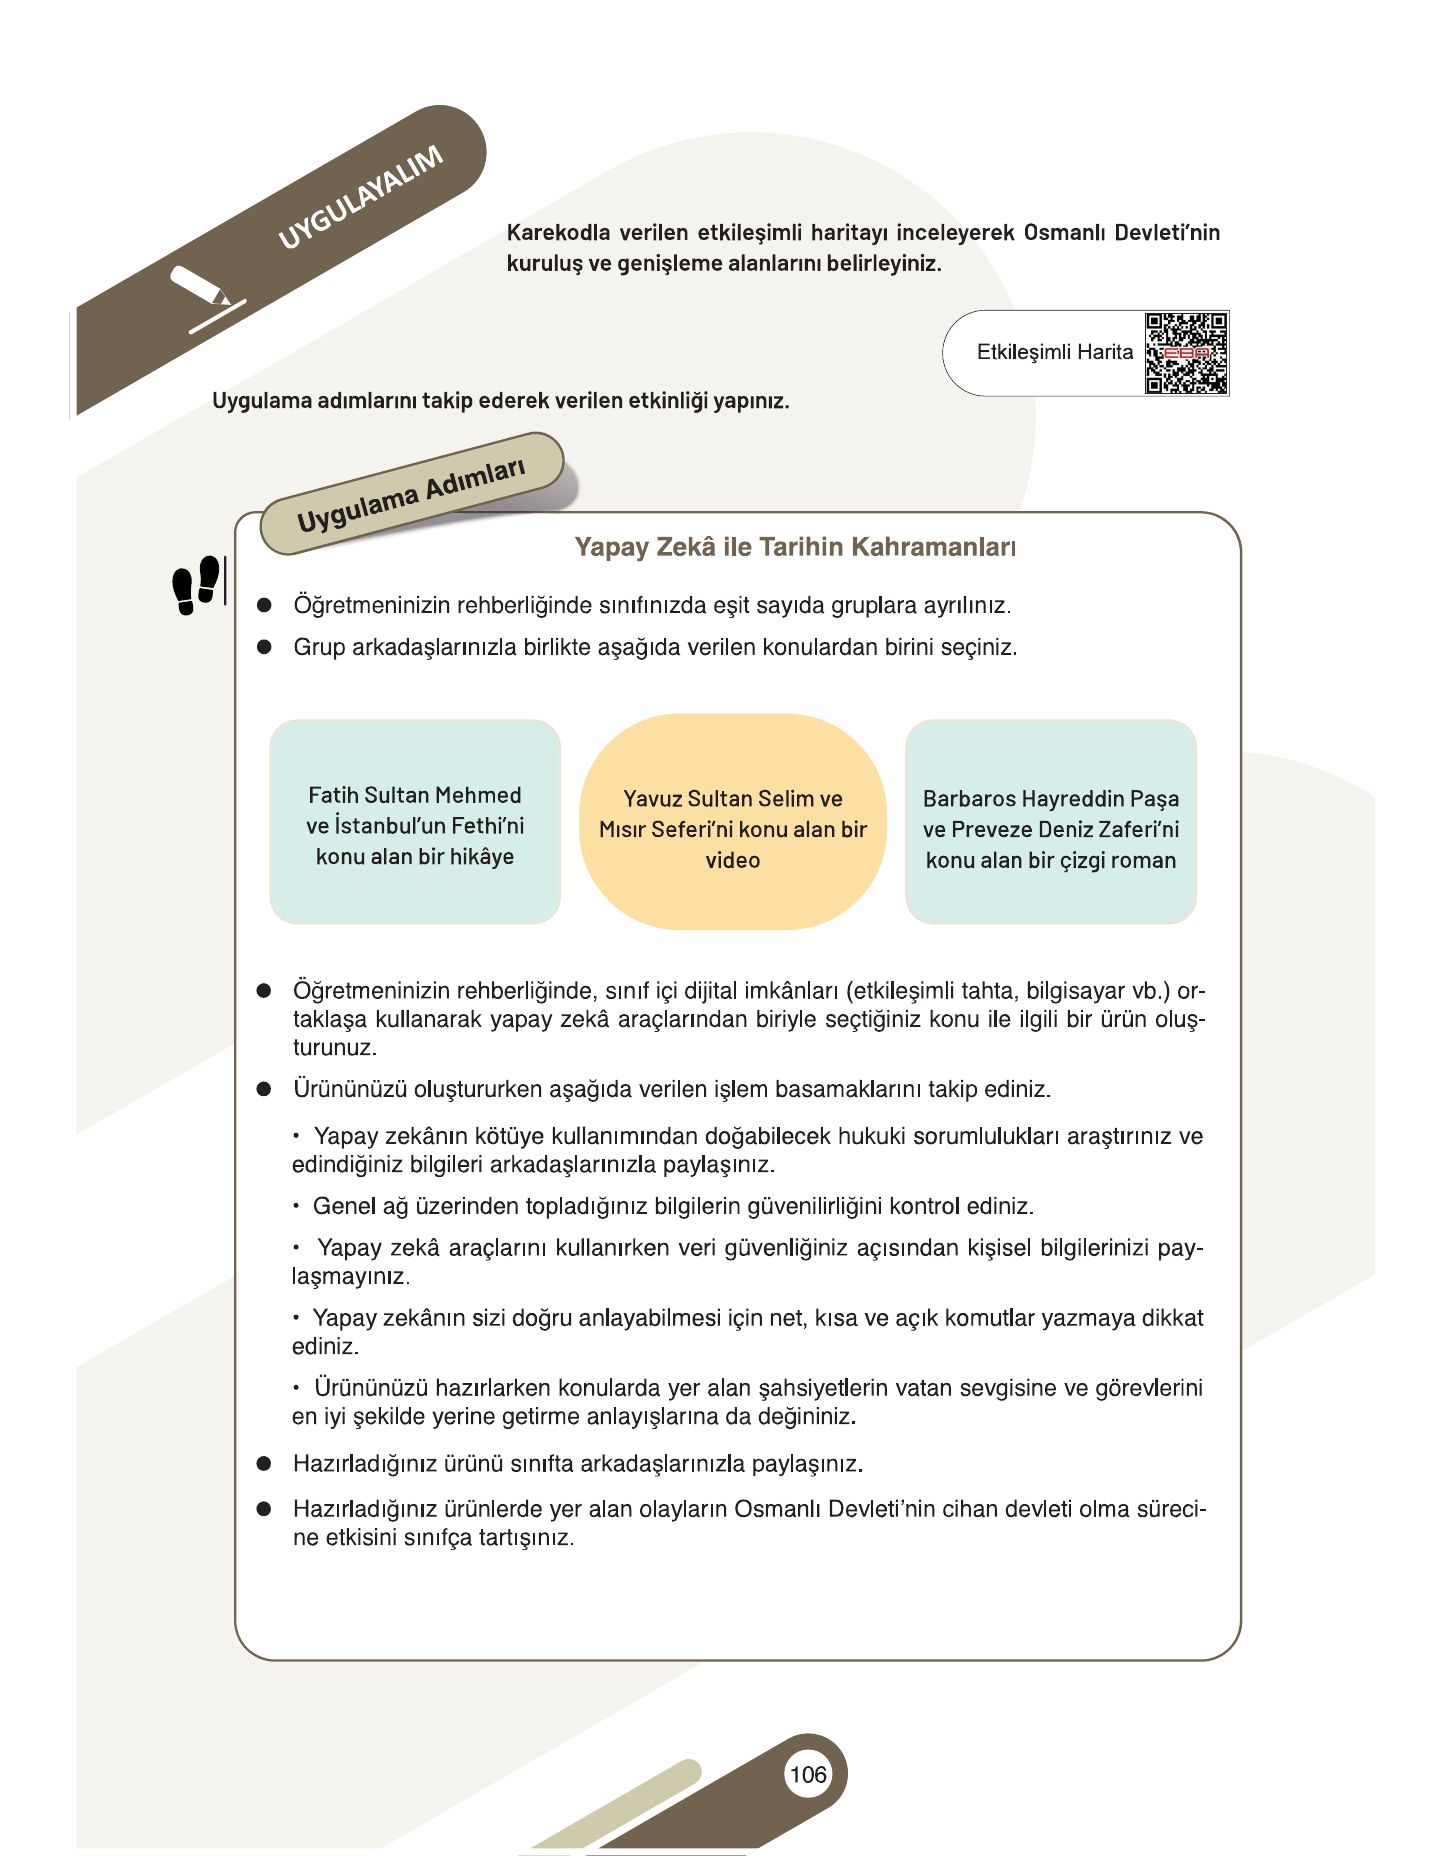 UYGULAYALIM
Karekodla verilen etkileşimli haritayı inceleyerek Osmanlı Devleti’nin
kuruluş ve genişleme alanlarını belirleyiniz.
Etkileşimli Harita
EBA
Uygulama adımlarını takip ederek verilen etkinliği yapınız.
Uygulama Adımları
Yapay Zekâ ile Tarihin Kahramanları
● Öğretmeninizin rehberliğinde sınıfınızda eşit sayıda gruplara ayrılınız.
● Grup arkadaşlarınızla birlikte aşağıda verilen konulardan birini seçiniz.
Fatih Sultan Mehmed
ve İstanbul’un Fethi’ni
konu alan bir hikâye
Yavuz Sultan Selim ve
Mısır Seferi’ni konu alan bir
video
Barbaros Hayreddin Paşa
ve Preveze Deniz Zaferi’ni
konu alan bir çizgi roman
● Öğretmeninizin rehberliğinde, sınıf içi dijital imkânları (etkileşimli tahta, bilgisayar vb.) or-
taklaşa kullanarak yapay zekâ araçlarından biriyle seçtiğiniz konu ile ilgili bir ürün oluş-
turunuz.
● Ürününüzü oluştururken aşağıda verilen işlem basamaklarını takip ediniz.
• Yapay zekânın kötüye kullanımından doğabilecek hukuki sorumlulukları araştırınız ve
edindiğiniz bilgileri arkadaşlarınızla paylaşınız.
• Genel ağ üzerinden topladığınız bilgilerin güvenilirliğini kontrol ediniz.
• Yapay zekâ araçlarını kullanırken veri güvenliğiniz açısından kişisel bilgilerinizi pay-
laşmayınız.
• Yapay zekânın sizi doğru anlayabilmesi için net, kısa ve açık komutlar yazmaya dikkat
ediniz.
• Ürününüzü hazırlarken konularda yer alan şahsiyetlerin vatan sevgisine ve görevlerini
en iyi şekilde yerine getirme anlayışlarına da değininiz.
● Hazırladığınız ürünü sınıfta arkadaşlarınızla paylaşınız.
● Hazırladığınız ürünlerde yer alan olayların Osmanlı Devleti’nin cihan devleti olma süreci-
ne etkisini sınıfça tartışınız.
106